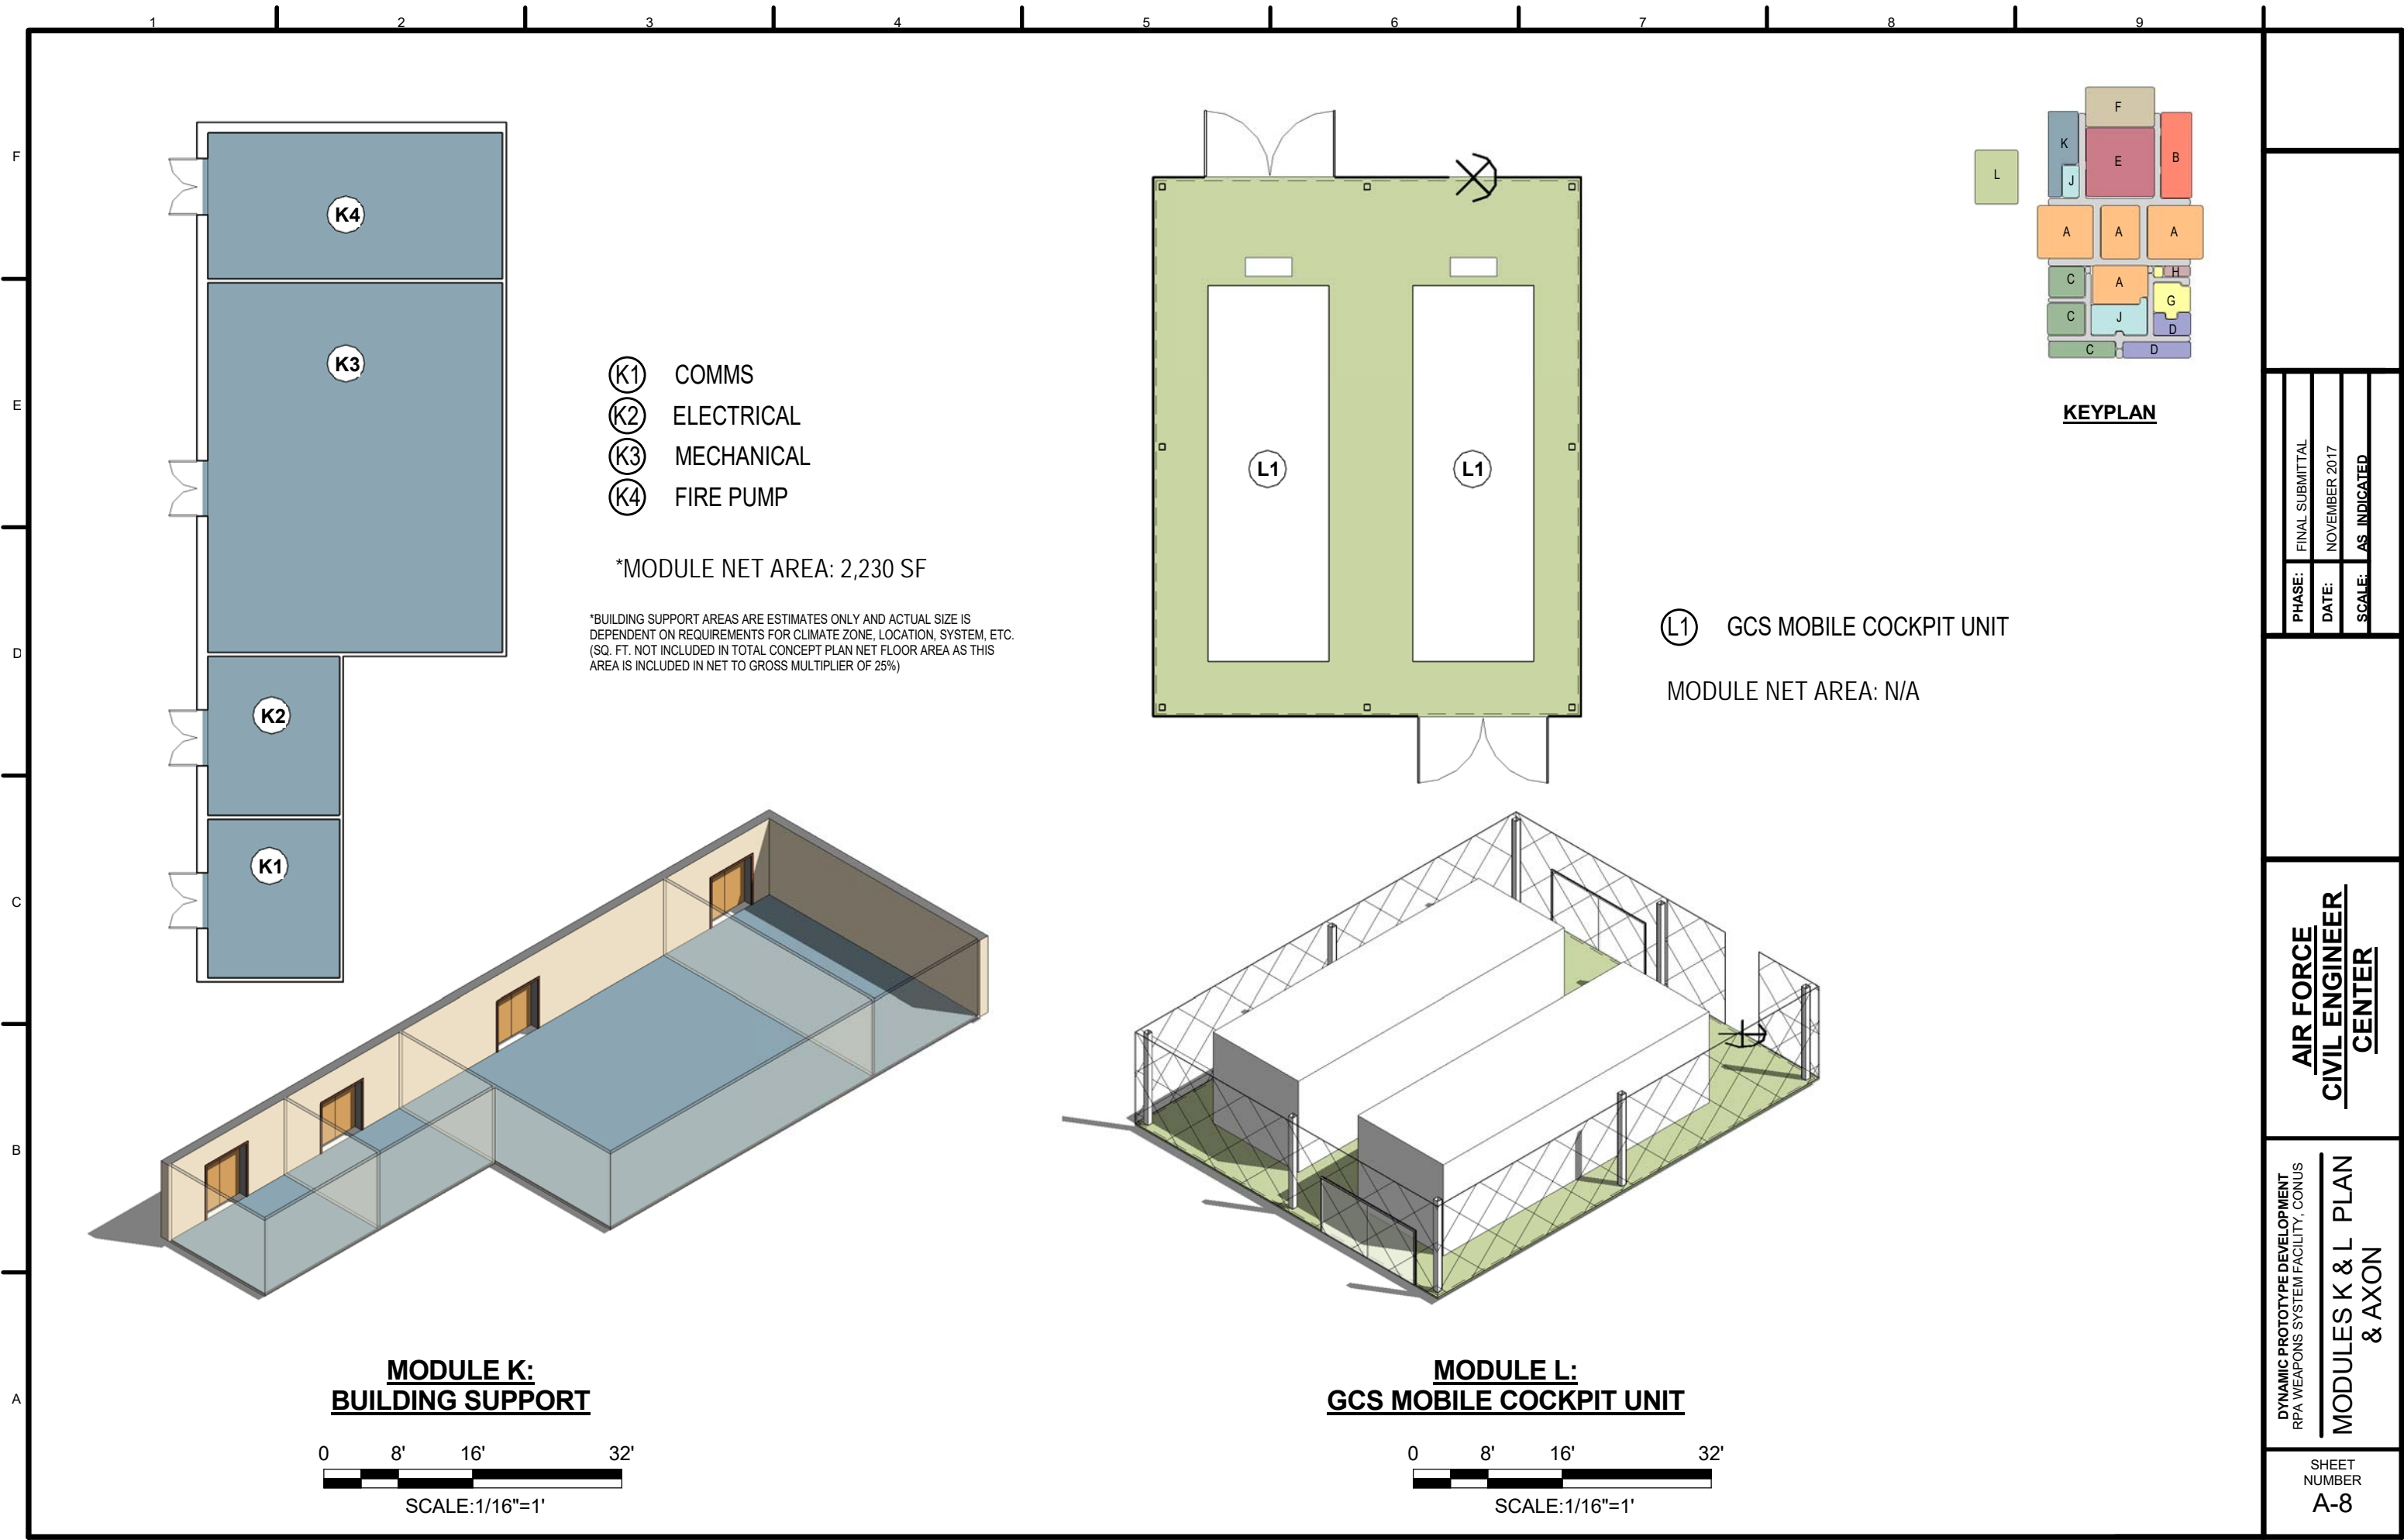 1 2 3 4 5 6 7 8 9
F
E
D
C
B
A
K4
K3
K2
K1
K1 COMMS
K2 ELECTRICAL
K3 MECHANICAL
K4 FIRE PUMP
*MODULE NET AREA: 2,230 SF
*BUILDING SUPPORT AREAS ARE ESTIMATES ONLY AND ACTUAL SIZE IS
DEPENDENT ON REQUIREMENTS FOR CLIMATE ZONE, LOCATION, SYSTEM, ETC.
(SQ. FT. NOT INCLUDED IN TOTAL CONCEPT PLAN NET FLOOR AREA AS THIS
AREA IS INCLUDED IN NET TO GROSS MULTIPLIER OF 25%)
L1 L1
L1 GCS MOBILE COCKPIT UNIT
MODULE NET AREA: N/A
F
K E B
L J
A A A
C A H
G
C J D
C D
KEYPLAN
MODULE K:
BUILDING SUPPORT
0 8' 16' 32'
SCALE:1/16"=1'
MODULE L:
GCS MOBILE COCKPIT UNIT
0 8' 16' 32'
SCALE:1/16"=1'
PHASE: FINAL SUBMITTAL
DATE: NOVEMBER 2017
SCALE: AS INDICATED
AIR FORCE
CIVIL ENGINEER
CENTER
DYNAMIC PROTOTYPE DEVELOPMENT
RPA WEAPONS SYSTEM FACILITY, CONUS
MODULES K & L PLAN
& AXON
SHEET
NUMBER
A-8